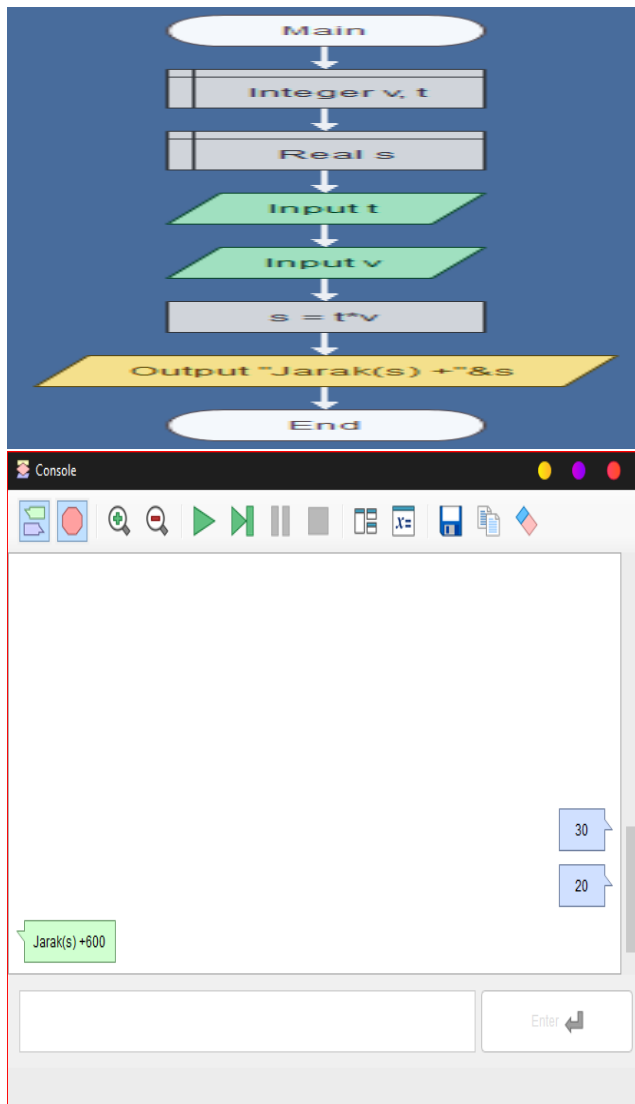 Main
Integer v, t
Real s
Input t
Input v
s = t*v
Output "Jarak(s) +"&s
End
Console
x=
30
20
Jarak(s) +600
Enter